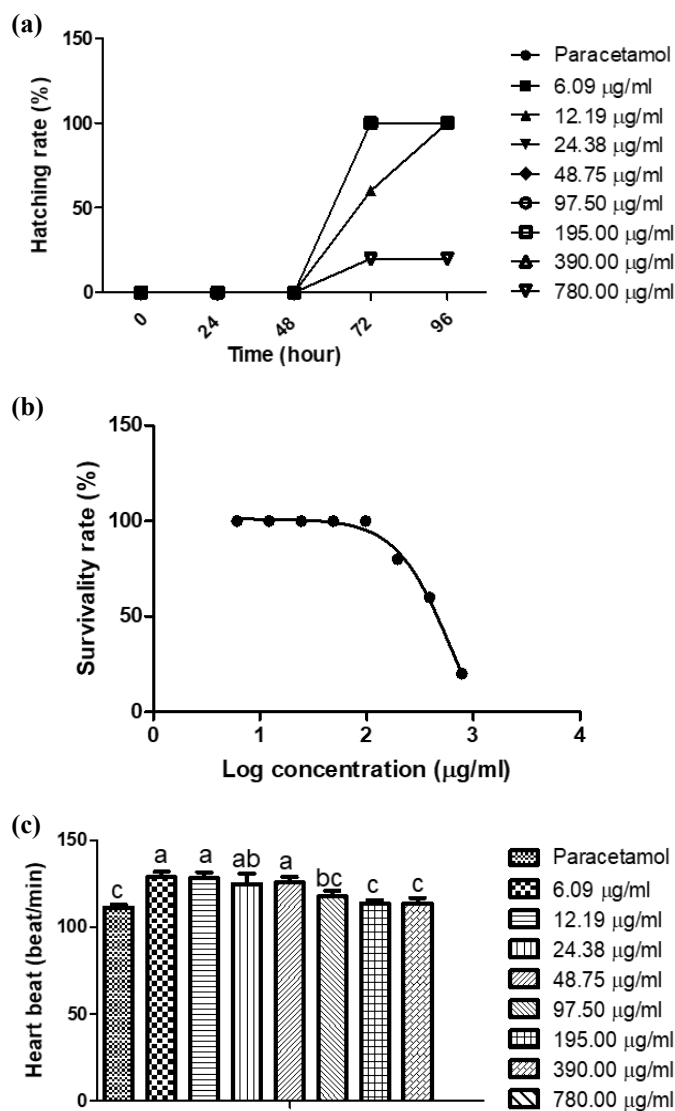 (a)
150
100
50
0
Hatching rate (%)
0 24 48 72 96
Time (hour)
Paracetamol
6.09 µg/ml
12.19 µg/ml
24.38 µg/ml
48.75 µg/ml
97.50 µg/ml
195.00 µg/ml
390.00 µg/ml
780.00 µg/ml
(b)
150
100
50
0
Survivality rate (%)
0 1 2 3 4
Log concentration (µg/ml)
(c)
150
100
50
0
Heart beat (beat/min)
c a a ab a bc c c
Paracetamol
6.09 µg/ml
12.19 µg/ml
24.38 µg/ml
48.75 µg/ml
97.50 µg/ml
195.00 µg/ml
390.00 µg/ml
780.00 µg/ml